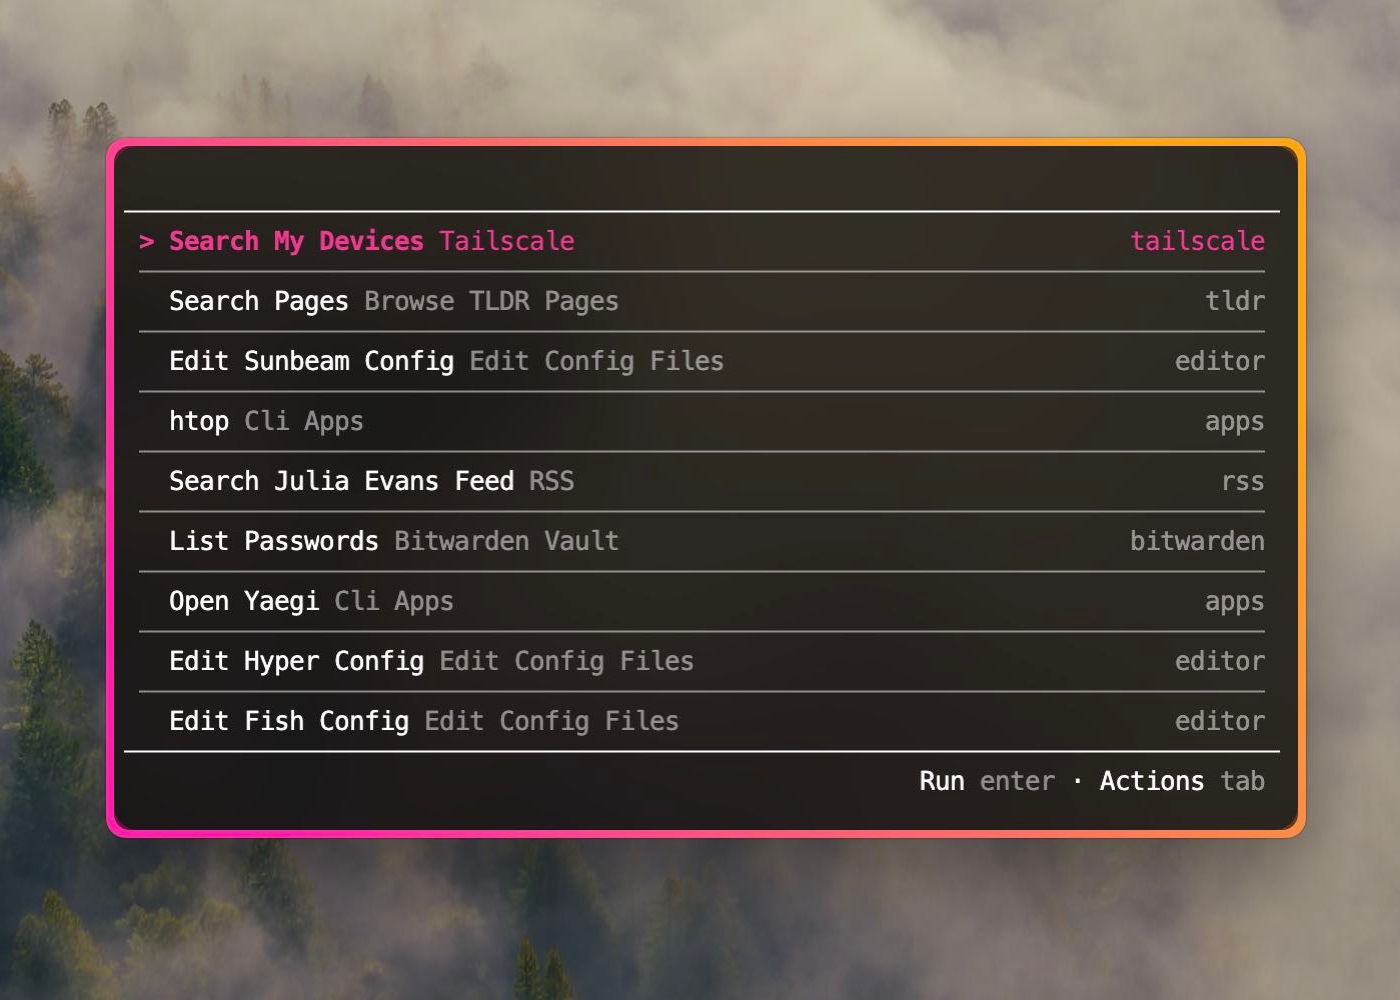 > Search My Devices Tailscale tailscale
Search Pages Browse TLDR Pages tldr
Edit Sunbeam Config Edit Config Files editor
htop Cli Apps apps
Search Julia Evans Feed RSS rss
List Passwords Bitwarden Vault bitwarden
Open Yaegi Cli Apps apps
Edit Hyper Config Edit Config Files editor
Edit Fish Config Edit Config Files editor
Run enter · Actions tab